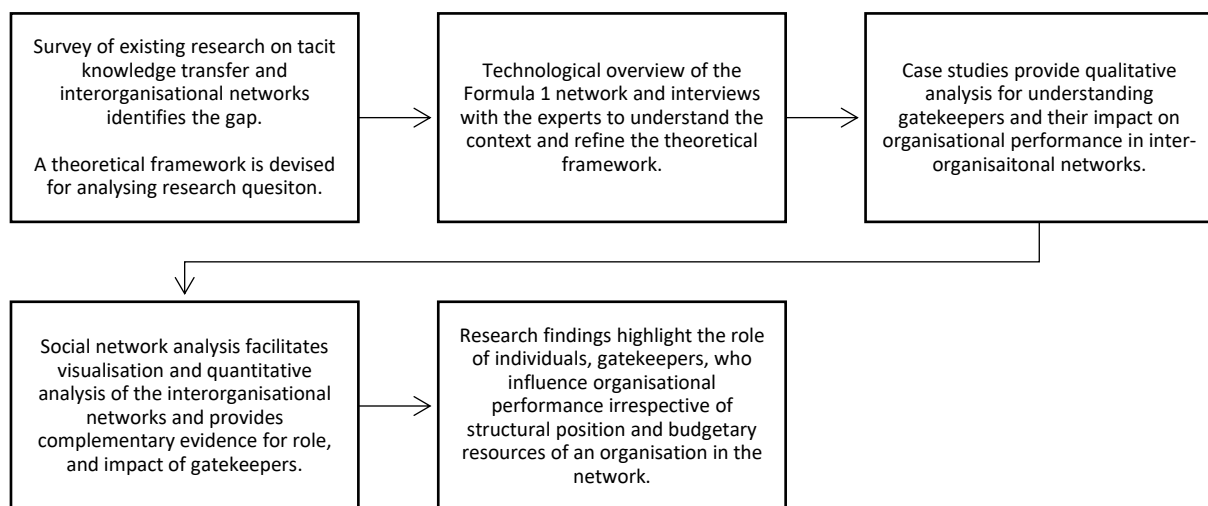 Survey of existing research on tacit
knowledge transfer and
interorganisational networks
identifies the gap.
A theoretical framework is devised
for analysing research quesiton.
Technological overview of the
Formula 1 network and interviews
with the experts to understand the
context and refine the theoretical
framework.
Case studies provide qualitative
analysis for understanding
gatekeepers and their impact on
organisational performance in inter-
organisaitonal networks.
Social network analysis facilitates
visualisation and quantitative
analysis of the interorganisational
networks and provides
complementary evidence for role,
and impact of gatekeepers.
Research findings highlight the role
of individuals, gatekeepers, who
influence organisational
performance irrespective of
structural position and budgetary
resources of an organisation in the
network.